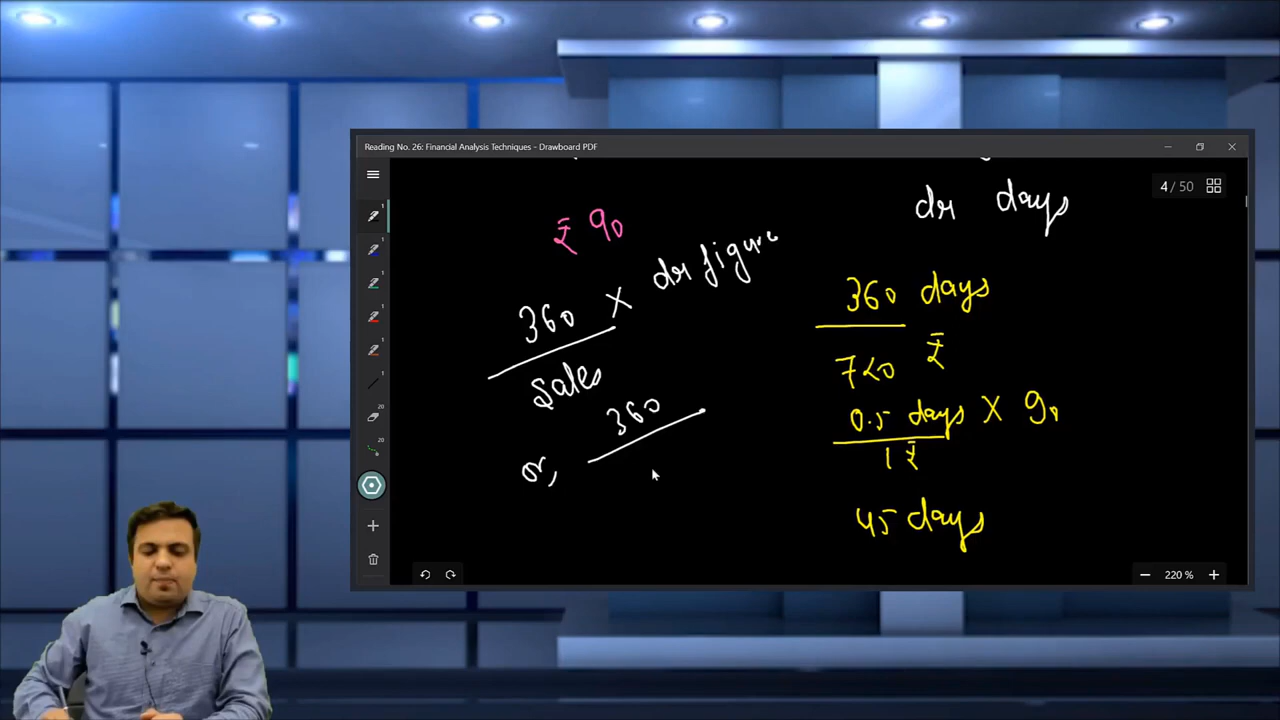 Reading No. 26: Financial Analysis Techniques - Drawboard PDF
4 / 50
dr days
₹ 90
360 X dr figure
Sales
or, 360
360 days
720 ₹
0.5 days X 90
1 ₹
45 days
220 %